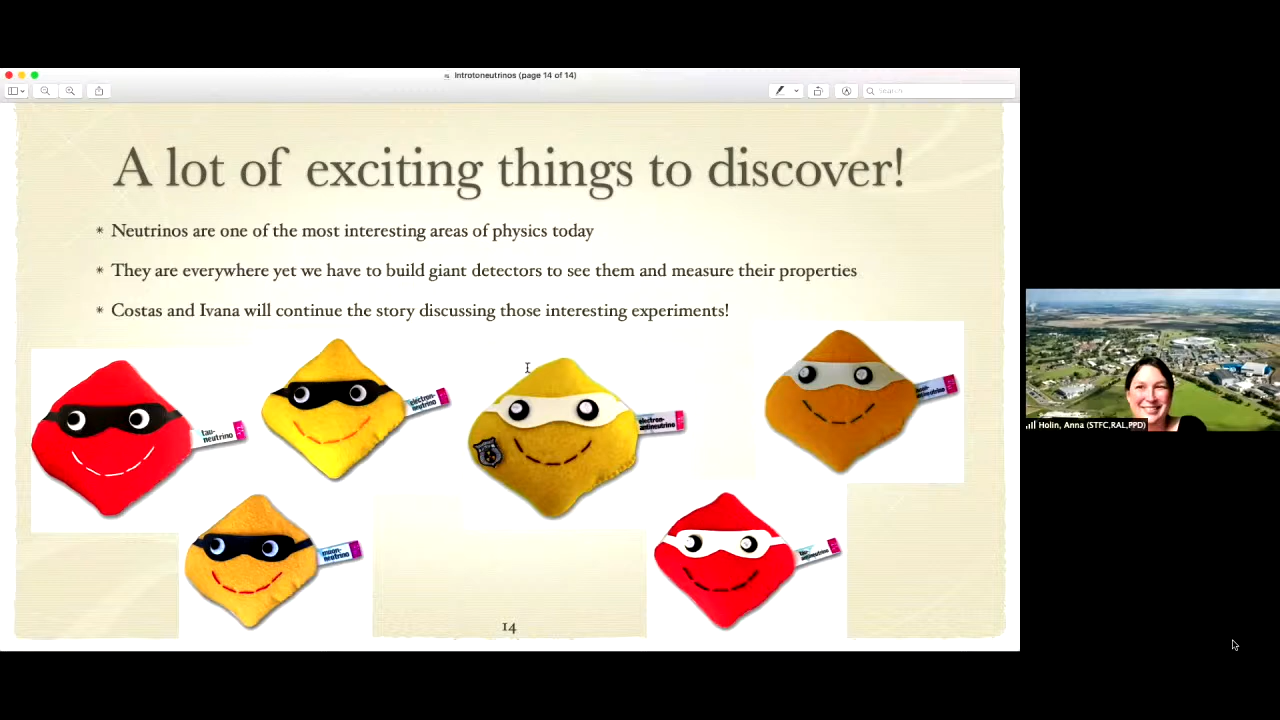 Introtoneutrinos (page 14 of 14)
Search
A lot of exciting things to discover!
* Neutrinos are one of the most interesting areas of physics today
* They are everywhere yet we have to build giant detectors to see them and measure their properties
* Costas and Ivana will continue the story discussing those interesting experiments!
tau-
neutrino
electron-
neutrino
electron-
antineutrino
antineutrino
muon-
neutrino
tau-
antineutrino
14
Holin, Anna (STFC,RAL,PPD)